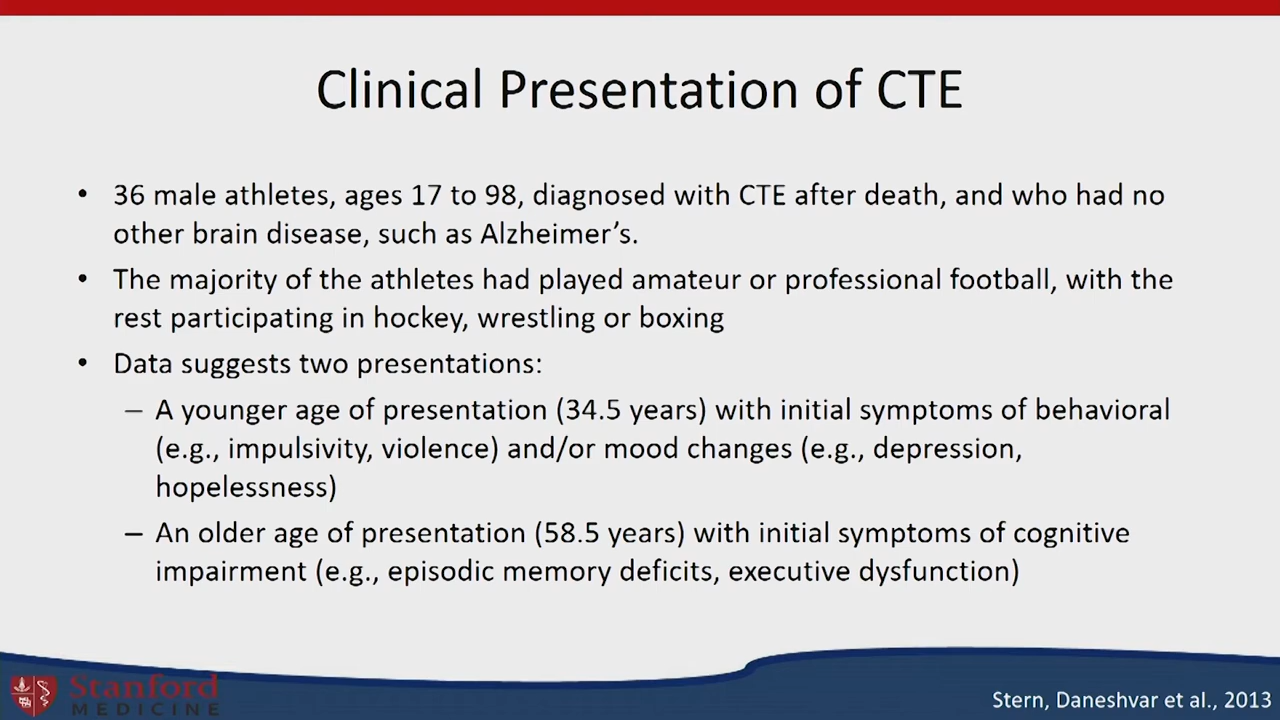 Clinical Presentation of CTE
• 36 male athletes, ages 17 to 98, diagnosed with CTE after death, and who had no
other brain disease, such as Alzheimer’s.
• The majority of the athletes had played amateur or professional football, with the
rest participating in hockey, wrestling or boxing
• Data suggests two presentations:
– A younger age of presentation (34.5 years) with initial symptoms of behavioral
(e.g., impulsivity, violence) and/or mood changes (e.g., depression,
hopelessness)
– An older age of presentation (58.5 years) with initial symptoms of cognitive
impairment (e.g., episodic memory deficits, executive dysfunction)
Stanford
MEDICINE
Stern, Daneshvar et al., 2013